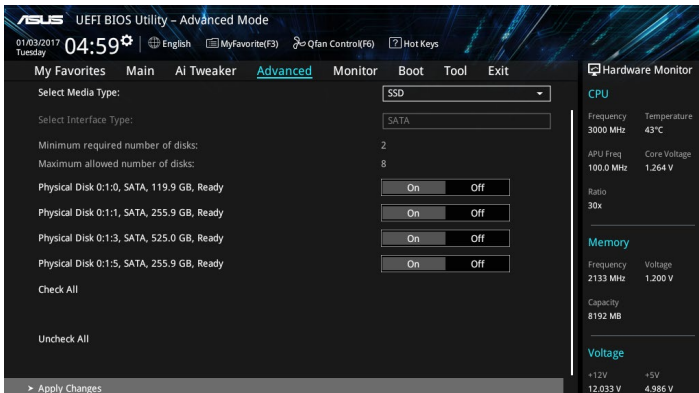 ASUS UEFI BIOS Utility – Advanced Mode
01/03/2017 Tuesday 04:59 English MyFavorite(F3) Qfan Control(F6) ? Hot Keys
My Favorites Main Ai Tweaker Advanced Monitor Boot Tool Exit
Select Media Type: SSD
Select Interface Type: SATA
Minimum required number of disks: 2
Maximum allowed number of disks: 8
Physical Disk 0:1:0, SATA, 119.9 GB, Ready On Off
Physical Disk 0:1:1, SATA, 255.9 GB, Ready On Off
Physical Disk 0:1:3, SATA, 525.0 GB, Ready On Off
Physical Disk 0:1:5, SATA, 255.9 GB, Ready On Off
Check All
Uncheck All
> Apply Changes
Hardware Monitor
CPU
Frequency Temperature
3000 MHz 43°C
APU Freq Core Voltage
100.0 MHz 1.264 V
Ratio
30x
Memory
Frequency Voltage
2133 MHz 1.200 V
Capacity
8192 MB
Voltage
+12V +5V
12.033 V 4.986 V